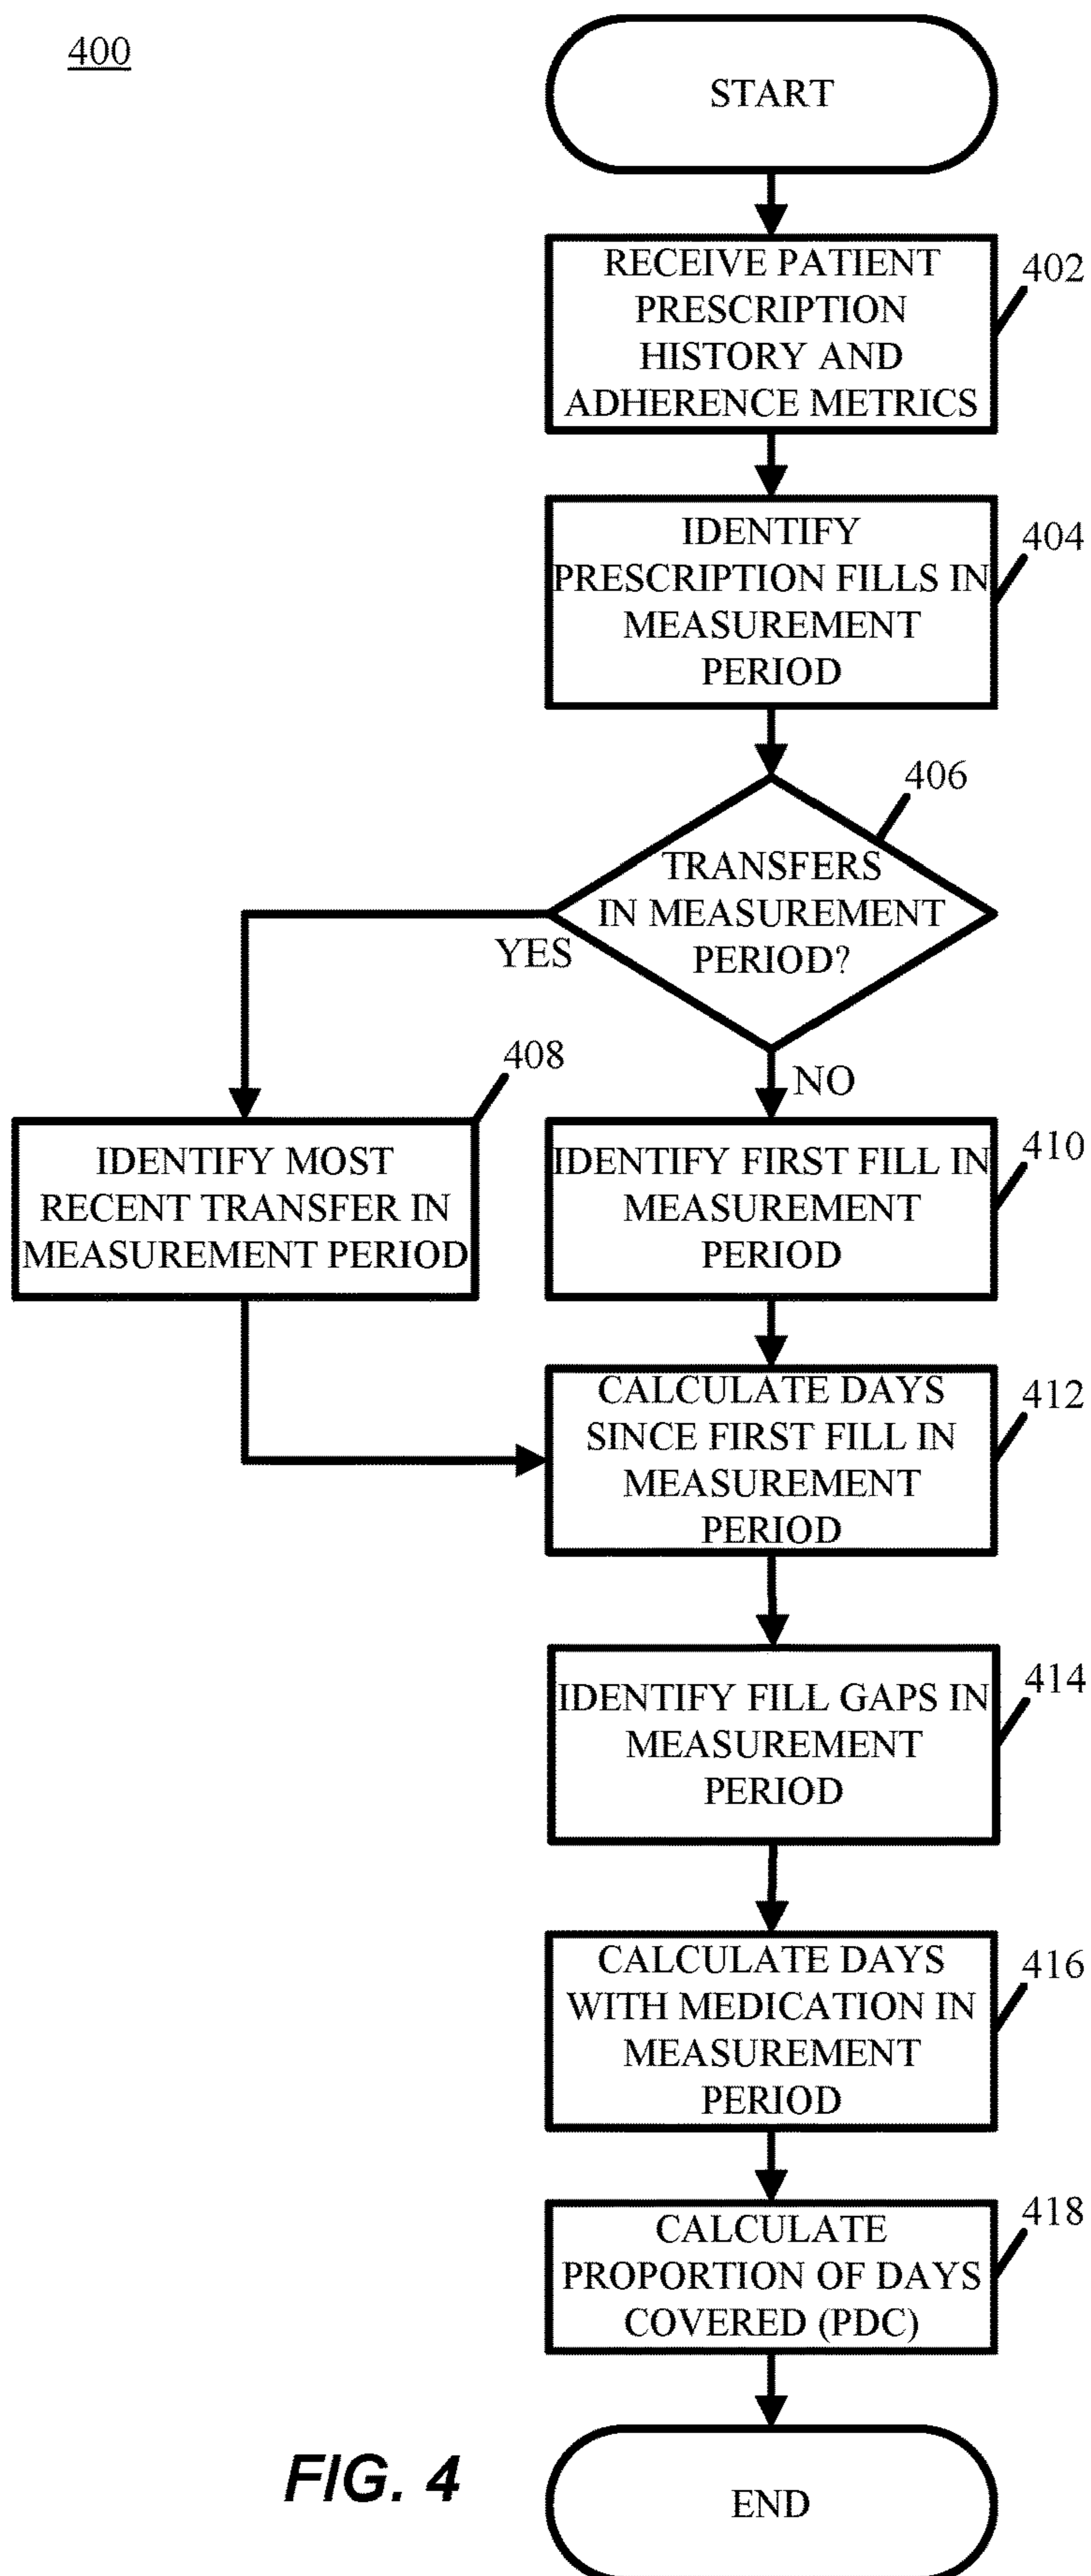 400
START
RECEIVE PATIENT
PRESCRIPTION
HISTORY AND
ADHERENCE METRICS
402
IDENTIFY
PRESCRIPTION FILLS IN
MEASUREMENT
PERIOD
404
406
TRANSFERS
IN MEASUREMENT
PERIOD?
YES
NO
408
IDENTIFY MOST
RECENT TRANSFER IN
MEASUREMENT PERIOD
IDENTIFY FIRST FILL IN
MEASUREMENT
PERIOD
410
CALCULATE DAYS
SINCE FIRST FILL IN
MEASUREMENT
PERIOD
412
IDENTIFY FILL GAPS IN
MEASUREMENT
PERIOD
414
CALCULATE DAYS
WITH MEDICATION IN
MEASUREMENT
PERIOD
416
CALCULATE
PROPORTION OF DAYS
COVERED (PDC)
418
END
FIG. 4